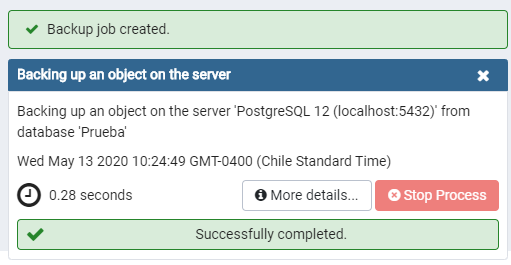 Backup job created.
Backing up an object on the server
Backing up an object on the server 'PostgreSQL 12 (localhost:5432)' from
database 'Prueba'
Wed May 13 2020 10:24:49 GMT-0400 (Chile Standard Time)
0.28 seconds
More details...
Stop Process
Successfully completed.